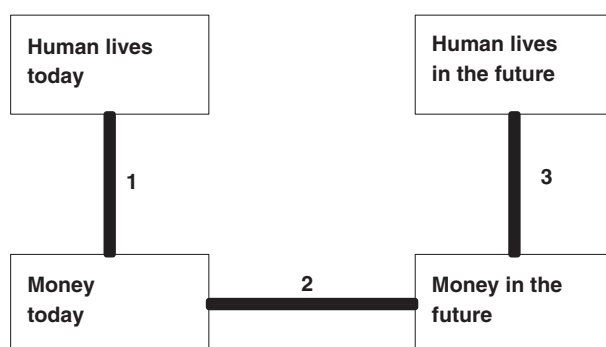 Human lives
today
Human lives
in the future
1
3
2
Money
today
Money in the
future